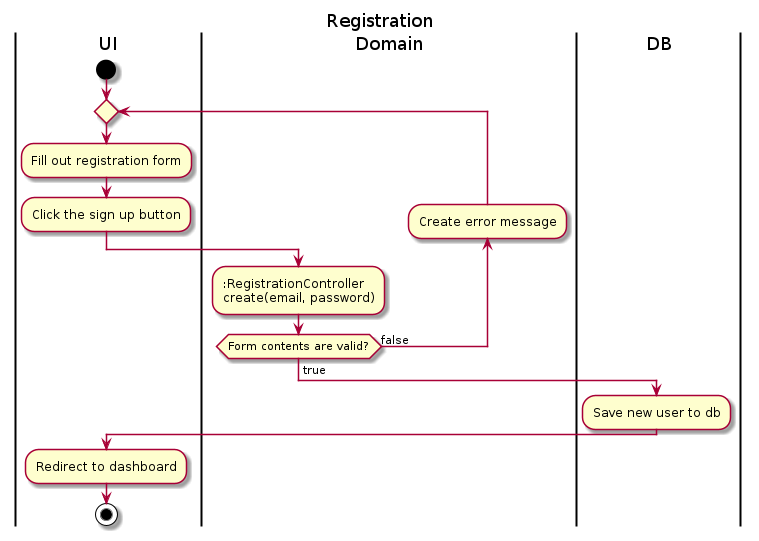 Registration
UI
Domain
DB
Fill out registration form
Click the sign up button
Create error message
:RegistrationController
create(email, password)
Form contents are valid?
false
true
Save new user to db
Redirect to dashboard